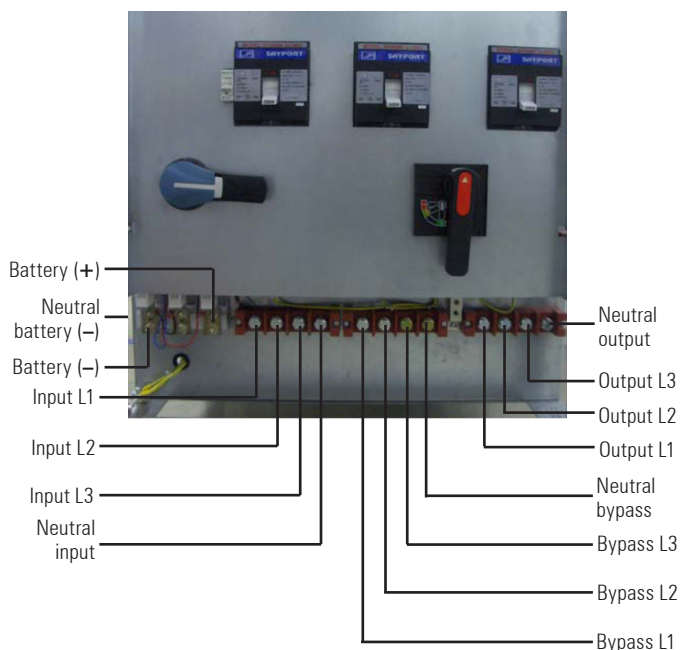 SATPORT
SATPORT
SATPORT
Battery (+)
Neutral
battery (–)
Battery (–)
Input L1
Input L2
Input L3
Neutral
input
Neutral
output
Output L3
Output L2
Output L1
Neutral
bypass
Bypass L3
Bypass L2
Bypass L1